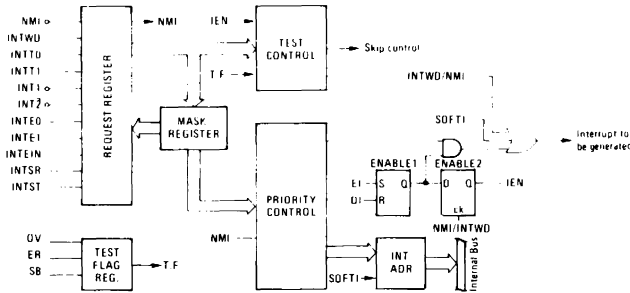 NMI
INTWD
INTT0
INTT1
INT1
INT2
INTE0
INTE1
INTEIN
INTSR
INTST
REQUEST REGISTER
NMI
MASK
REGISTER
IEN
T.F
TEST
CONTROL
Skip control
INTWD/NMI
SOFTI
Interrupt to
be generated
PRIORITY
CONTROL
NMI
ENABLE1
EI
DI
S Q
R
ENABLE2
D Q
ck
IEN
NMI/INTWD
OV
ER
SB
TEST
FLAG
REG.
T.F
SOFTI
INT
ADR
Internal Bus